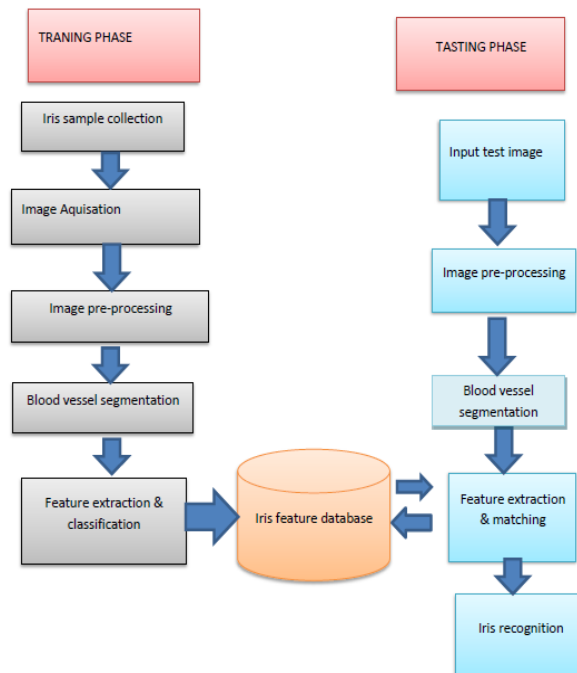 TRANING PHASE
Iris sample collection
Image Aquisation
Image pre-processing
Blood vessel segmentation
Feature extraction &
classification
Iris feature database
TASTING PHASE
Input test image
Image pre-processing
Blood vessel
segmentation
Feature extraction
& matching
Iris recognition